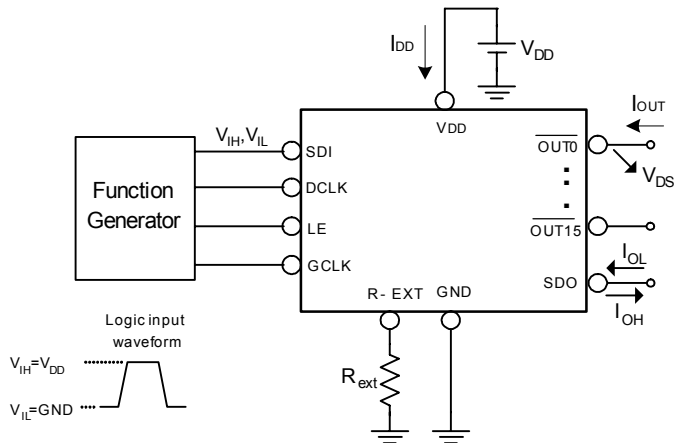 I_DD
V_DD
VDD
I_OUT
V_IH, V_IL
SDI
OUT0
V_DS
Function
Generator
DCLK
LE
OUT15
I_OL
GCLK
SDO
R- EXT
GND
I_OH
Logic input
waveform
V_IH=V_DD
R_ext
V_IL=GND